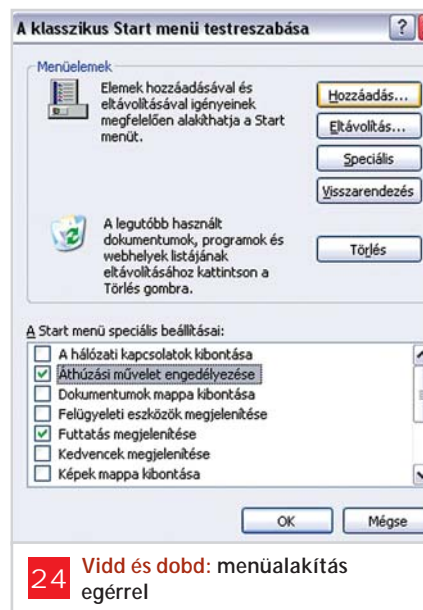 A klasszikus Start menü testreszabása
Menüelemek
Elemek hozzáadásával és
eltávolításával igényeinek
megfelelően alakíthatja a Start
menüt.
Hozzáadás...
Eltávolítás...
Speciális
Visszarendezés
A legutóbb használt
dokumentumok, programok és
webhelyek listájának
eltávolításához kattintson a
Törlés gombra.
Törlés
A Start menü speciális beállításai:
A hálózati kapcsolatok kibontása
Áthúzási művelet engedélyezése
Dokumentumok mappa kibontása
Felügyeleti eszközök megjelenítése
Futtatás megjelenítése
Kedvencek megjelenítése
Képek mappa kibontása
OK
Mégse
24 Vidd és dobd: menüalakítás
egérrel